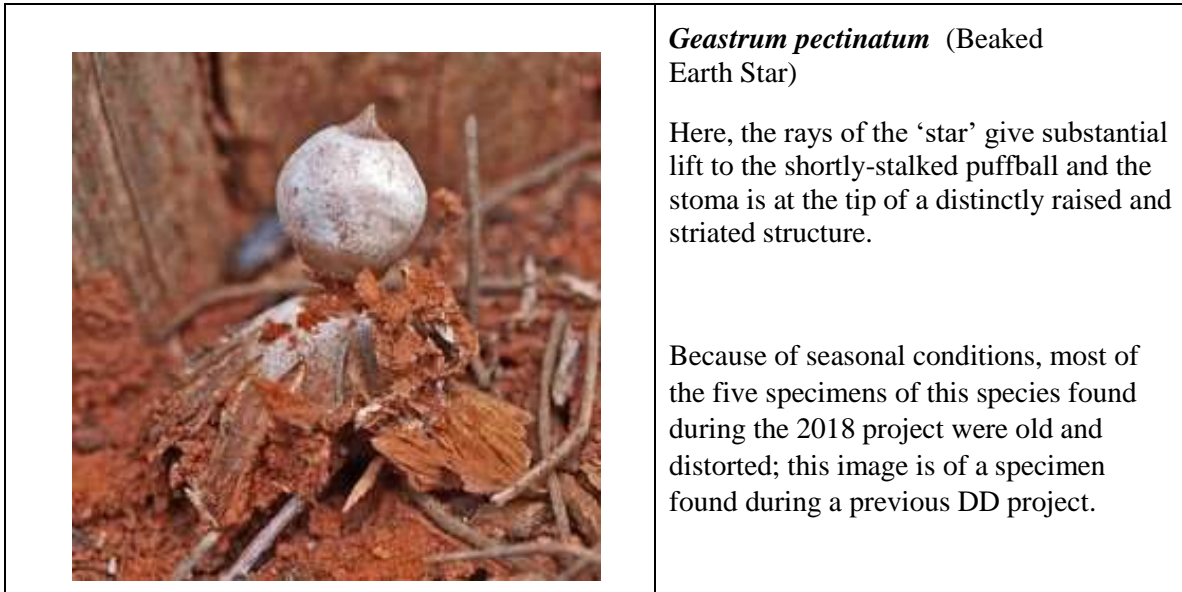 Geastrum pectinatum (Beaked
Earth Star)
Here, the rays of the ‘star’ give substantial
lift to the shortly-stalked puffball and the
stoma is at the tip of a distinctly raised and
striated structure.
Because of seasonal conditions, most of
the five specimens of this species found
during the 2018 project were old and
distorted; this image is of a specimen
found during a previous DD project.